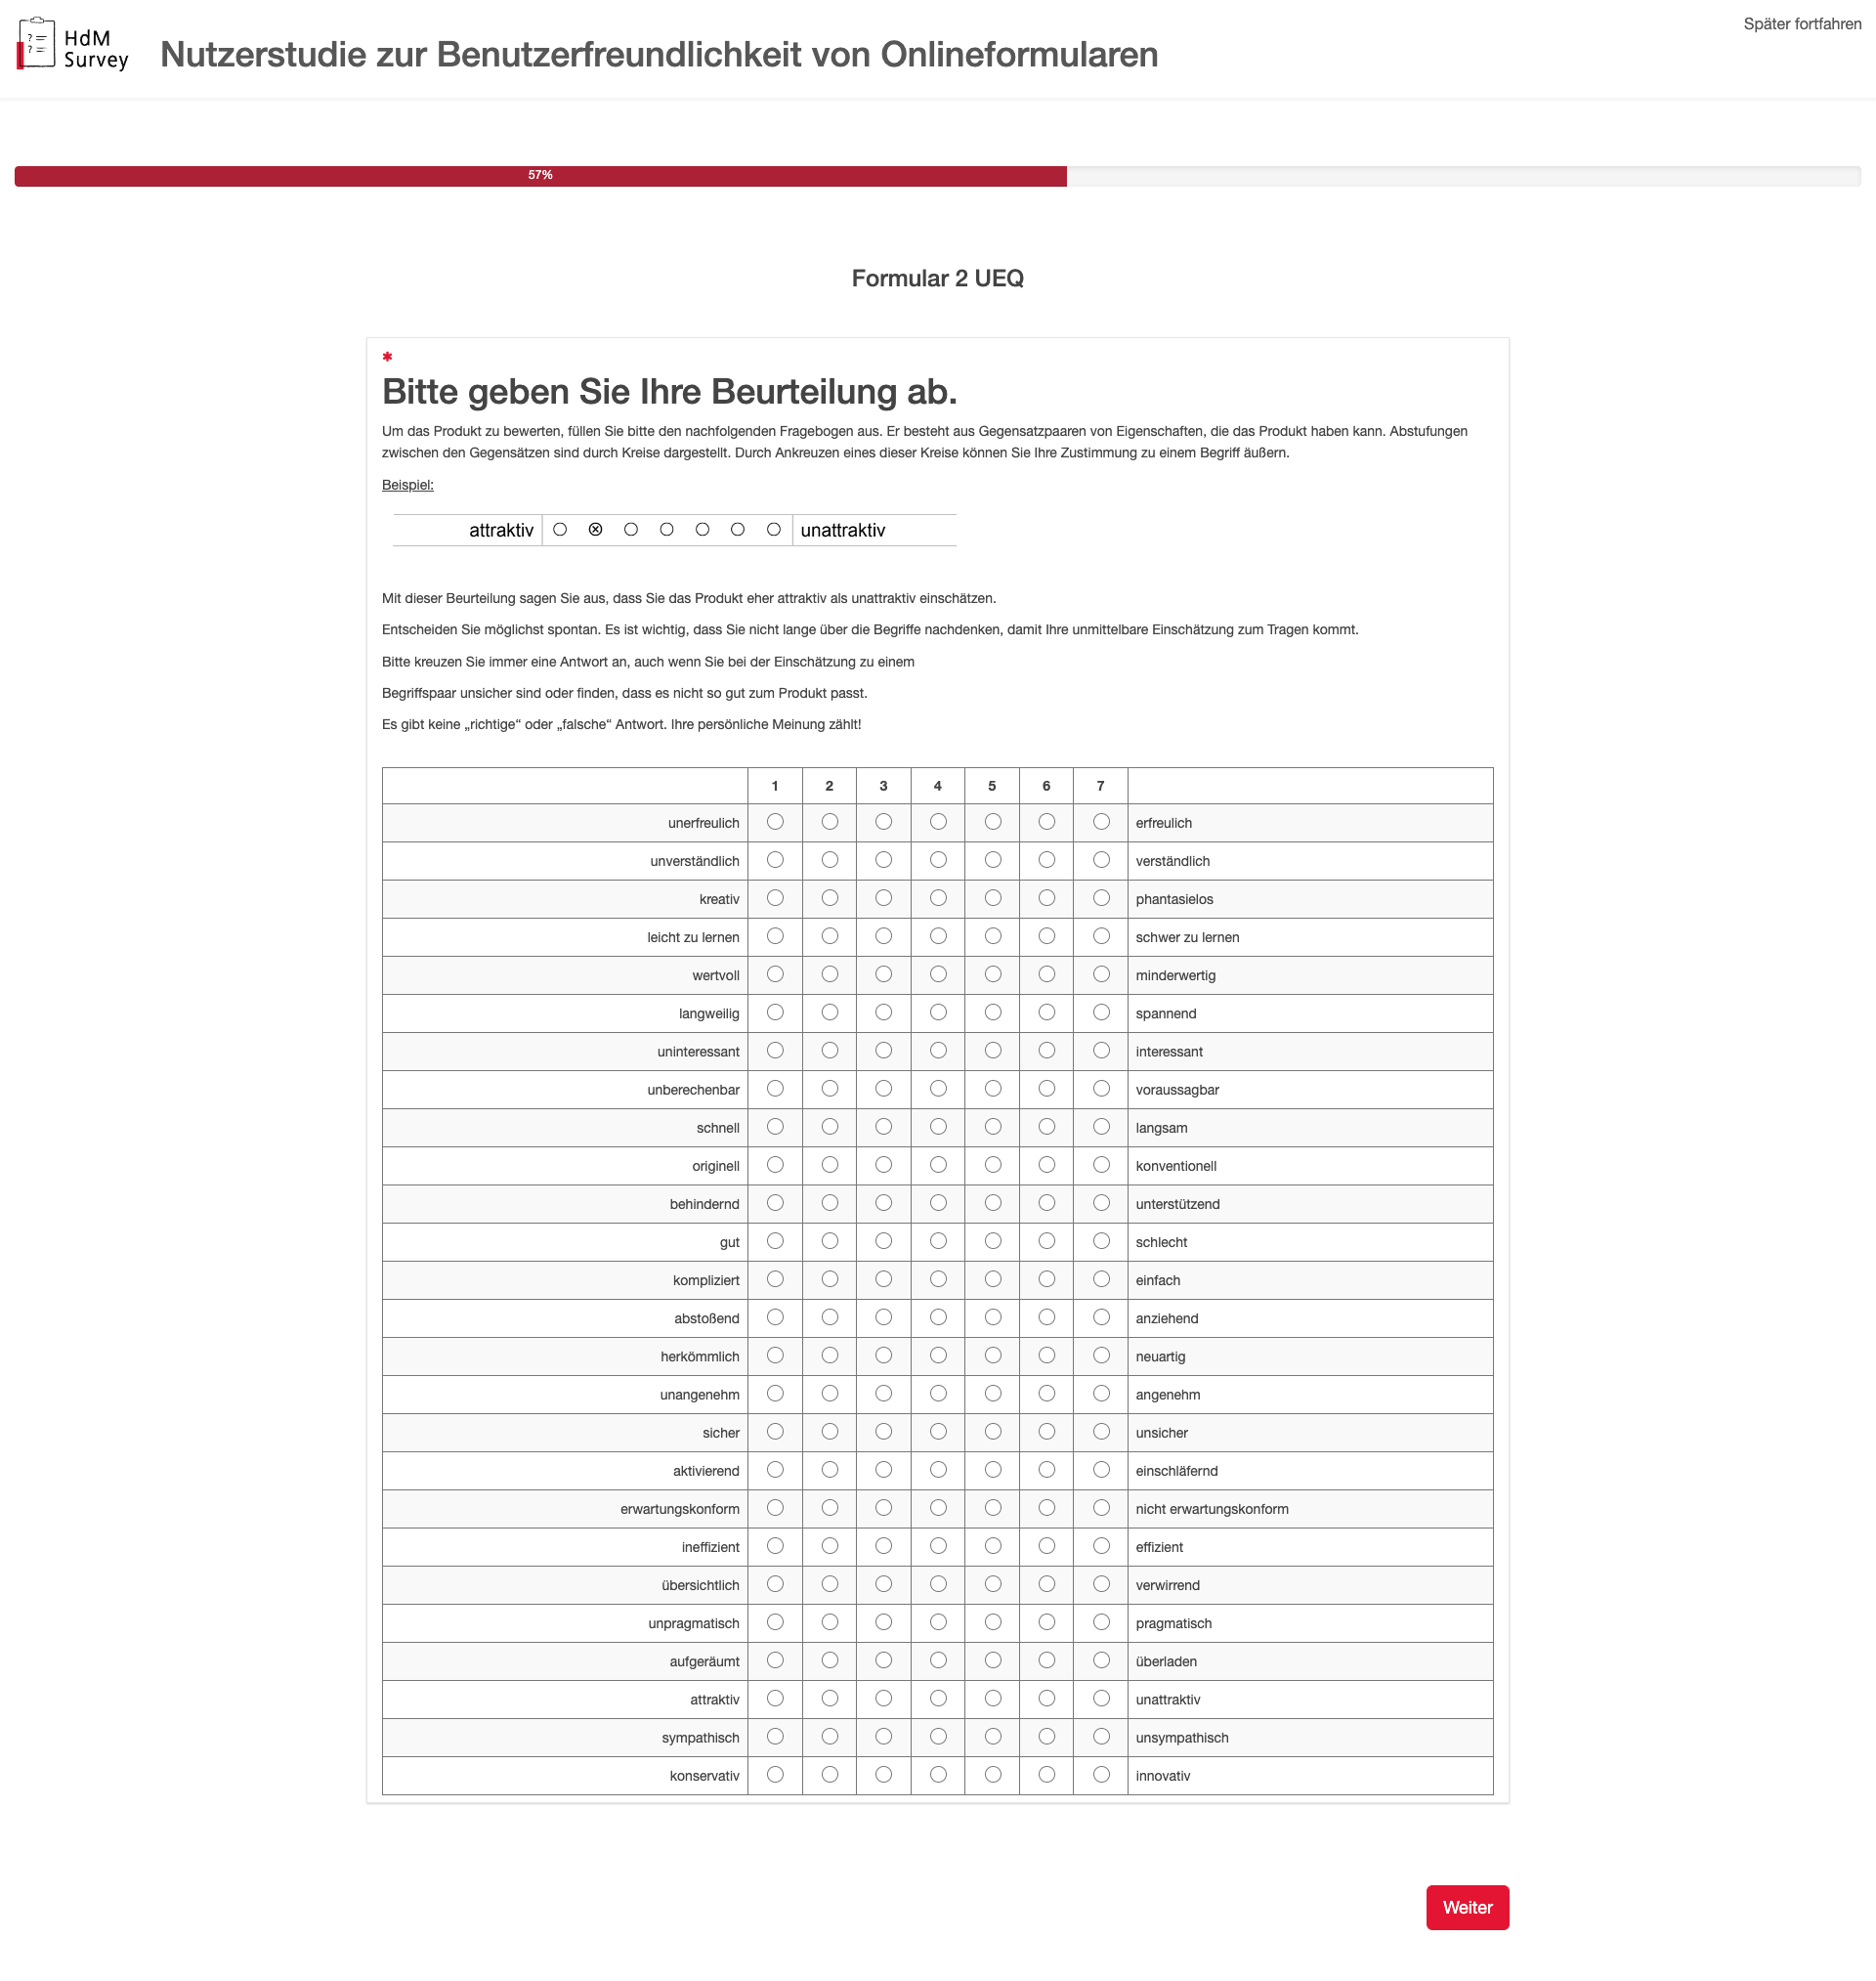 HdM
Survey
Nutzerstudie zur Benutzerfreundlichkeit von Onlineformularen
Später fortfahren
57%
Formular 2 UEQ
*
Bitte geben Sie Ihre Beurteilung ab.
Um das Produkt zu bewerten, füllen Sie bitte den nachfolgenden Fragebogen aus. Er besteht aus Gegensatzpaaren von Eigenschaften, die das Produkt haben kann. Abstufungen
zwischen den Gegensätzen sind durch Kreise dargestellt. Durch Ankreuzen eines dieser Kreise können Sie Ihre Zustimmung zu einem Begriff äußern.
Beispiel:
attraktiv unattraktiv
Mit dieser Beurteilung sagen Sie aus, dass Sie das Produkt eher attraktiv als unattraktiv einschätzen.
Entscheiden Sie möglichst spontan. Es ist wichtig, dass Sie nicht lange über die Begriffe nachdenken, damit Ihre unmittelbare Einschätzung zum Tragen kommt.
Bitte kreuzen Sie immer eine Antwort an, auch wenn Sie bei der Einschätzung zu einem
Begriffspaar unsicher sind oder finden, dass es nicht so gut zum Produkt passt.
Es gibt keine „richtige“ oder „falsche“ Antwort. Ihre persönliche Meinung zählt!
1 2 3 4 5 6 7
unerfreulich erfreulich
unverständlich verständlich
kreativ phantasielos
leicht zu lernen schwer zu lernen
wertvoll minderwertig
langweilig spannend
uninteressant interessant
unberechenbar voraussagbar
schnell langsam
originell konventionell
behindernd unterstützend
gut schlecht
kompliziert einfach
abstoßend anziehend
herkömmlich neuartig
unangenehm angenehm
sicher unsicher
aktivierend einschläfernd
erwartungskonform nicht erwartungskonform
ineffizient effizient
übersichtlich verwirrend
unpragmatisch pragmatisch
aufgeräumt überladen
attraktiv unattraktiv
sympathisch unsympathisch
konservativ innovativ
Weiter